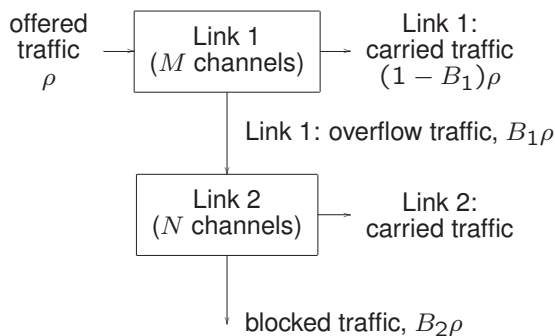 offered
traffic
ρ
Link 1
(M channels)
Link 1:
carried traffic
(1 − B₁)ρ
Link 1: overflow traffic, B₁ρ
Link 2
(N channels)
Link 2:
carried traffic
blocked traffic, B₂ρ